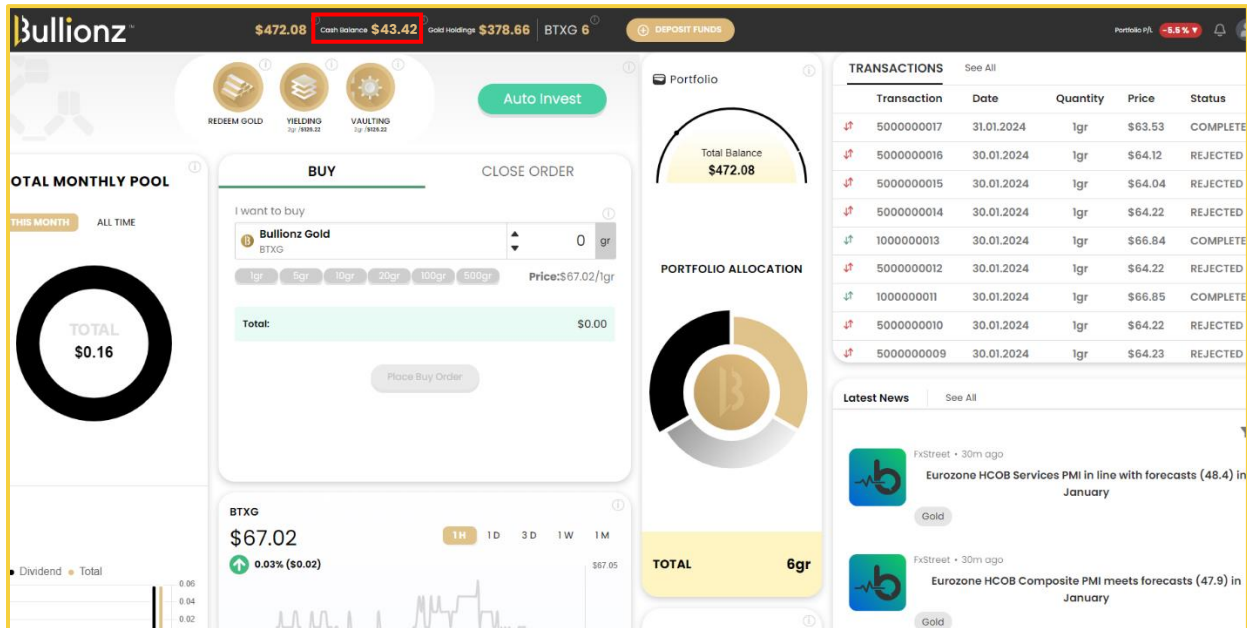 Bullionz™
$472.08 Cash Balance $43.42 Gold Holdings $378.66 BTXG 6 DEPOSIT FUNDS Portfolio P/L -5.5 % ▼
REDEEM GOLD
YIELDING
2gr /$126.22
VAULTING
2gr /$126.22
Auto Invest
OTAL MONTHLY POOL
THIS MONTH ALL TIME
TOTAL
$0.16
Dividend Total
0.06
0.04
0.02
BUY CLOSE ORDER
I want to buy
Bullionz Gold
BTXG
0 gr
1gr 5gr 10gr 20gr 100gr 500gr Price:$67.02/1gr
Total: $0.00
Place Buy Order
BTXG
$67.02 1H 1D 3D 1W 1M
0.03% ($0.02)
$67.05
Portfolio
Total Balance
$472.08
PORTFOLIO ALLOCATION
TOTAL 6gr
TRANSACTIONS See All
Transaction Date Quantity Price Status
5000000017 31.01.2024 1gr $63.53 COMPLETE
5000000016 30.01.2024 1gr $64.12 REJECTED
5000000015 30.01.2024 1gr $64.04 REJECTED
5000000014 30.01.2024 1gr $64.22 REJECTED
1000000013 30.01.2024 1gr $66.84 COMPLETE
5000000012 30.01.2024 1gr $64.22 REJECTED
1000000011 30.01.2024 1gr $66.85 COMPLETE
5000000010 30.01.2024 1gr $64.22 REJECTED
5000000009 30.01.2024 1gr $64.23 REJECTED
Latest News See All
FxStreet • 30m ago
Eurozone HCOB Services PMI in line with forecasts (48.4) in
January
Gold
FxStreet • 30m ago
Eurozone HCOB Composite PMI meets forecasts (47.9) in
January
Gold